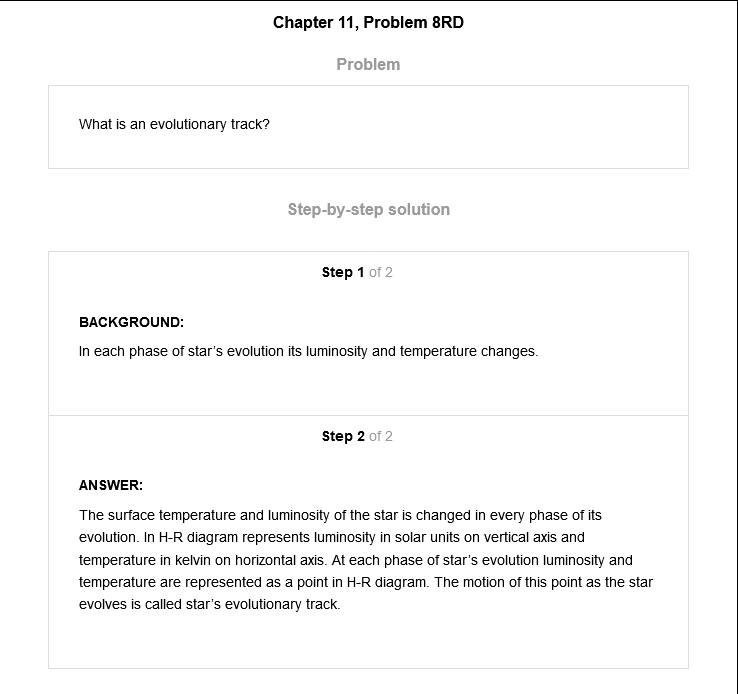 Chapter 11, Problem 8RD
Problem
What is an evolutionary track?
Step-by-step solution
Step 1 of 2
BACKGROUND:
In each phase of star's evolution its luminosity and temperature changes.
Step 2 of 2
ANSWER:
The surface temperature and luminosity of the star is changed in every phase of its
evolution. In H-R diagram represents luminosity in solar units on vertical axis and
temperature in kelvin on horizontal axis. At each phase of star's evolution luminosity and
temperature are represented as a point in H-R diagram. The motion of this point as the star
evolves is called star's evolutionary track.